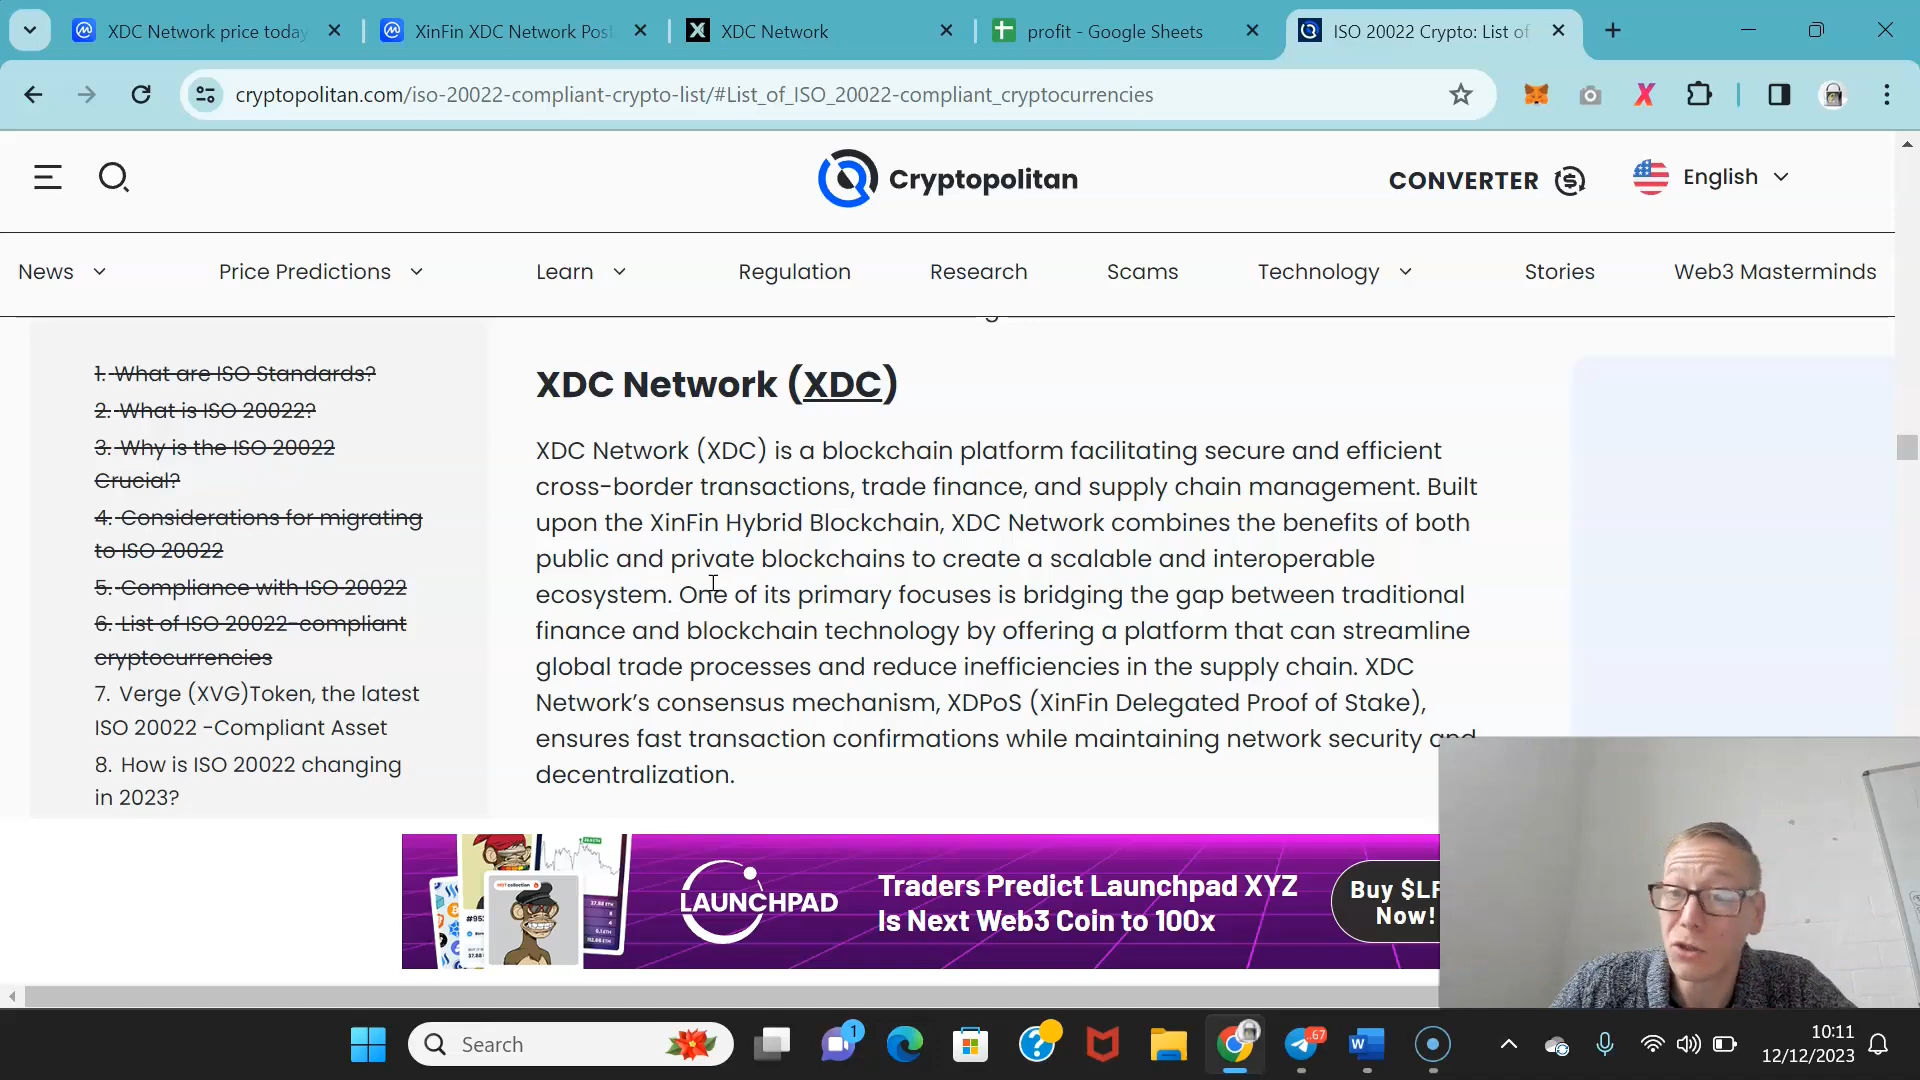 XDC Network price today
XinFin XDC Network Post
XDC Network
profit - Google Sheets
ISO 20022 Crypto: List of
cryptopolitan.com/iso-20022-compliant-crypto-list/#List_of_ISO_20022-compliant_cryptocurrencies
Cryptopolitan
CONVERTER
English
News
Price Predictions
Learn
Regulation
Research
Scams
Technology
Stories
Web3 Masterminds
1. What are ISO Standards?
2. What is ISO 20022?
3. Why is the ISO 20022
Crucial?
4. Considerations for migrating
to ISO 20022
5. Compliance with ISO 20022
6. List of ISO 20022-compliant
cryptocurrencies
7. Verge (XVG)Token, the latest
ISO 20022 -Compliant Asset
8. How is ISO 20022 changing
in 2023?
XDC Network (XDC)
XDC Network (XDC) is a blockchain platform facilitating secure and efficient
cross-border transactions, trade finance, and supply chain management. Built
upon the XinFin Hybrid Blockchain, XDC Network combines the benefits of both
public and private blockchains to create a scalable and interoperable
ecosystem. One of its primary focuses is bridging the gap between traditional
finance and blockchain technology by offering a platform that can streamline
global trade processes and reduce inefficiencies in the supply chain. XDC
Network's consensus mechanism, XDPoS (XinFin Delegated Proof of Stake),
ensures fast transaction confirmations while maintaining network security and
decentralization.
LAUNCHPAD
Traders Predict Launchpad XYZ
Is Next Web3 Coin to 100x
Buy $LP
Now!
Search
1
67
10:11
12/12/2023